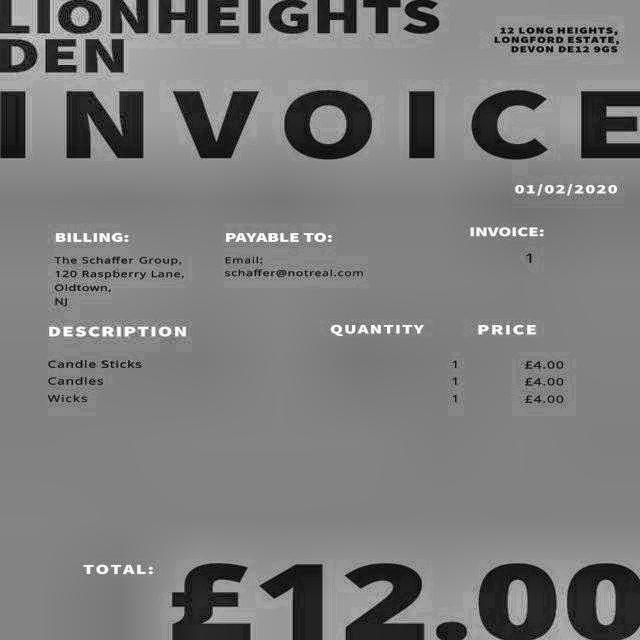 LIONHEIGHTS
DEN
12 LONG HEIGHTS,
LONGFORD ESTATE,
DEVON DE12 9GS
INVOICE
01/02/2020
BILLING:
The Schaffer Group,
120 Raspberry Lane,
Oldtown,
NJ
PAYABLE TO:
Email:
schaffer@notreal.com
INVOICE:
1
DESCRIPTION QUANTITY PRICE
Candle Sticks 1 £4.00
Candles 1 £4.00
Wicks 1 £4.00
TOTAL: £12.00